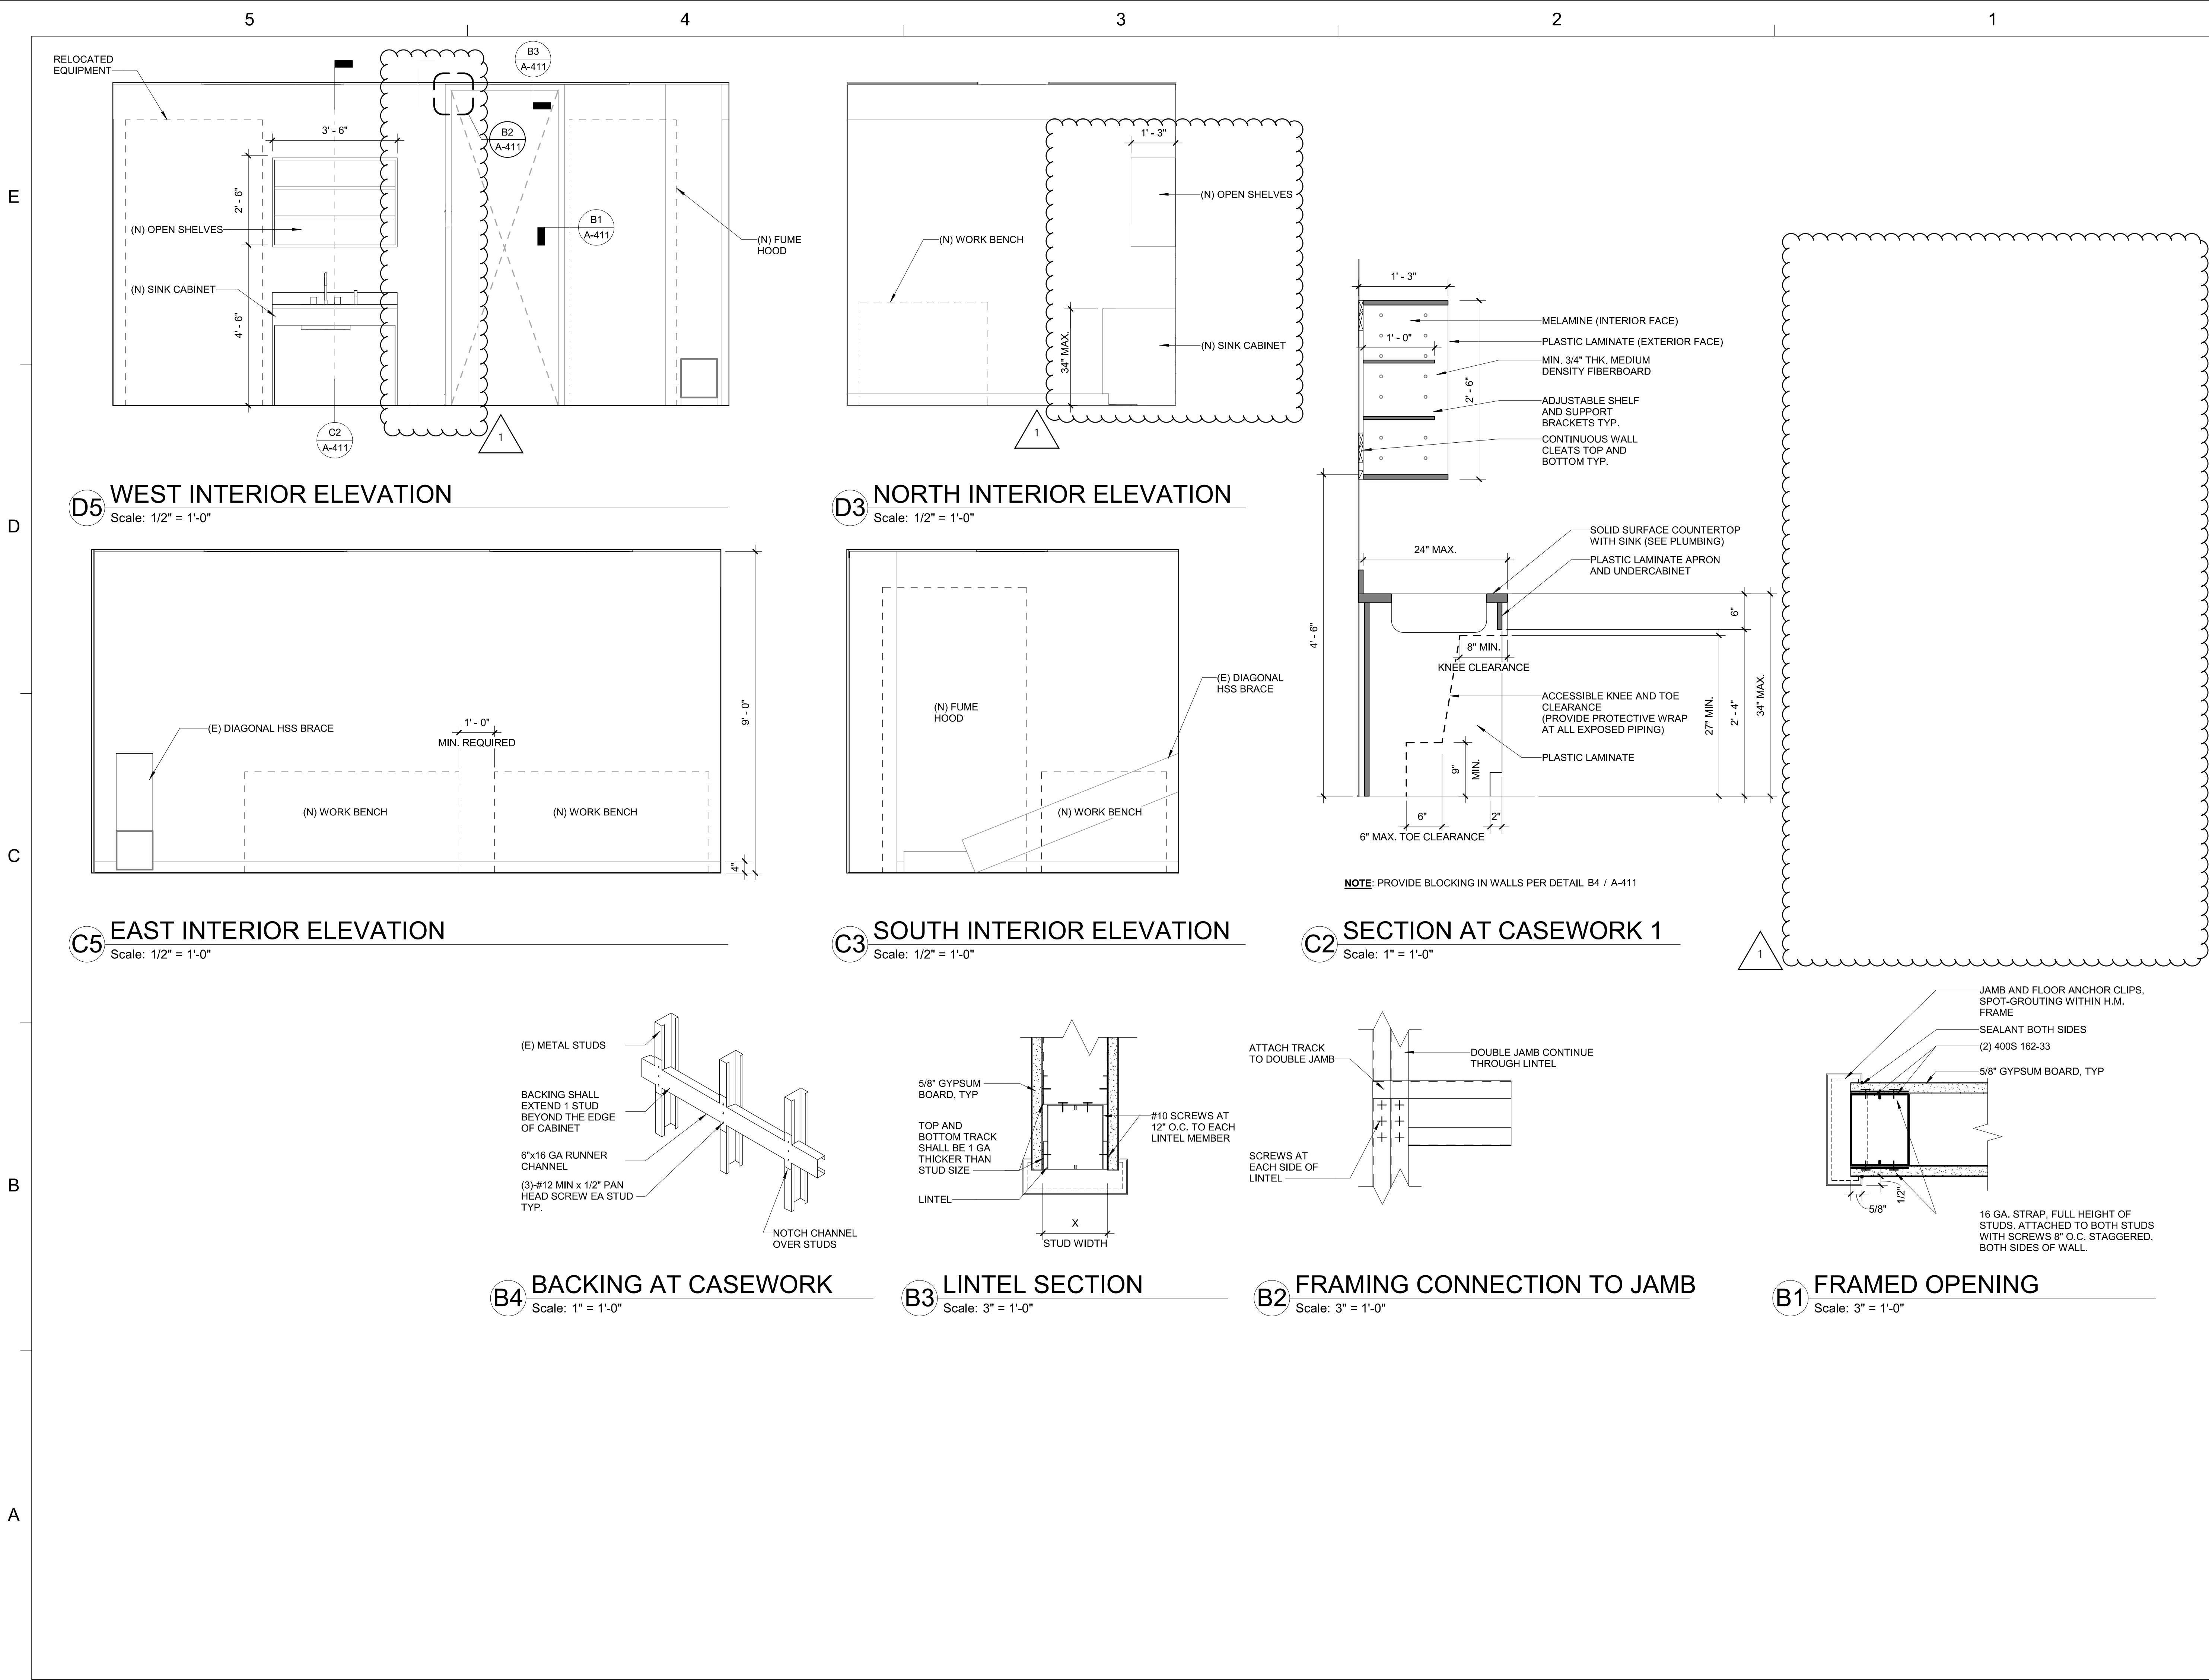 5
4
3
2
1
E
D
C
B
A
RELOCATED
EQUIPMENT
B3
A-411
3' - 6"
B2
A-411
2' - 6"
(N) OPEN SHELVES
B1
A-411
(N) FUME
HOOD
(N) SINK CABINET
4' - 6"
C2
A-411
1
D5
WEST INTERIOR ELEVATION
Scale: 1/2" = 1'-0"
1' - 3"
(N) OPEN SHELVES
(N) WORK BENCH
34" MAX.
(N) SINK CABINET
1
D3
NORTH INTERIOR ELEVATION
Scale: 1/2" = 1'-0"
(E) DIAGONAL HSS BRACE
1' - 0"
MIN. REQUIRED
9' - 0"
(N) WORK BENCH
(N) WORK BENCH
4"
C5
EAST INTERIOR ELEVATION
Scale: 1/2" = 1'-0"
(E) DIAGONAL
HSS BRACE
(N) FUME
HOOD
(N) WORK BENCH
C3
SOUTH INTERIOR ELEVATION
Scale: 1/2" = 1'-0"
1' - 3"
MELAMINE (INTERIOR FACE)
1' - 0"
PLASTIC LAMINATE (EXTERIOR FACE)
MIN. 3/4" THK. MEDIUM
DENSITY FIBERBOARD
2' - 6"
ADJUSTABLE SHELF
AND SUPPORT
BRACKETS TYP.
CONTINUOUS WALL
CLEATS TOP AND
BOTTOM TYP.
SOLID SURFACE COUNTERTOP
WITH SINK (SEE PLUMBING)
24" MAX.
PLASTIC LAMINATE APRON
AND UNDERCABINET
6"
4' - 6"
8" MIN.
KNEE CLEARANCE
ACCESSIBLE KNEE AND TOE
CLEARANCE
(PROVIDE PROTECTIVE WRAP
AT ALL EXPOSED PIPING)
27" MIN.
2' - 4"
34" MAX.
PLASTIC LAMINATE
9"
MIN.
6"
2"
6" MAX. TOE CLEARANCE
NOTE: PROVIDE BLOCKING IN WALLS PER DETAIL B4 / A-411
C2
SECTION AT CASEWORK 1
Scale: 1" = 1'-0"
1
(E) METAL STUDS
BACKING SHALL
EXTEND 1 STUD
BEYOND THE EDGE
OF CABINET
6"x16 GA RUNNER
CHANNEL
(3)-#12 MIN x 1/2" PAN
HEAD SCREW EA STUD
TYP.
NOTCH CHANNEL
OVER STUDS
B4
BACKING AT CASEWORK
Scale: 1" = 1'-0"
5/8" GYPSUM
BOARD, TYP
TOP AND
BOTTOM TRACK
SHALL BE 1 GA
THICKER THAN
STUD SIZE
LINTEL
#10 SCREWS AT
12" O.C. TO EACH
LINTEL MEMBER
X
STUD WIDTH
B3
LINTEL SECTION
Scale: 3" = 1'-0"
ATTACH TRACK
TO DOUBLE JAMB
DOUBLE JAMB CONTINUE
THROUGH LINTEL
SCREWS AT
EACH SIDE OF
LINTEL
B2
FRAMING CONNECTION TO JAMB
Scale: 3" = 1'-0"
JAMB AND FLOOR ANCHOR CLIPS,
SPOT-GROUTING WITHIN H.M.
FRAME
SEALANT BOTH SIDES
(2) 400S 162-33
5/8" GYPSUM BOARD, TYP
1/2"
5/8"
16 GA. STRAP, FULL HEIGHT OF
STUDS. ATTACHED TO BOTH STUDS
WITH SCREWS 8" O.C. STAGGERED.
BOTH SIDES OF WALL.
B1
FRAMED OPENING
Scale: 3" = 1'-0"